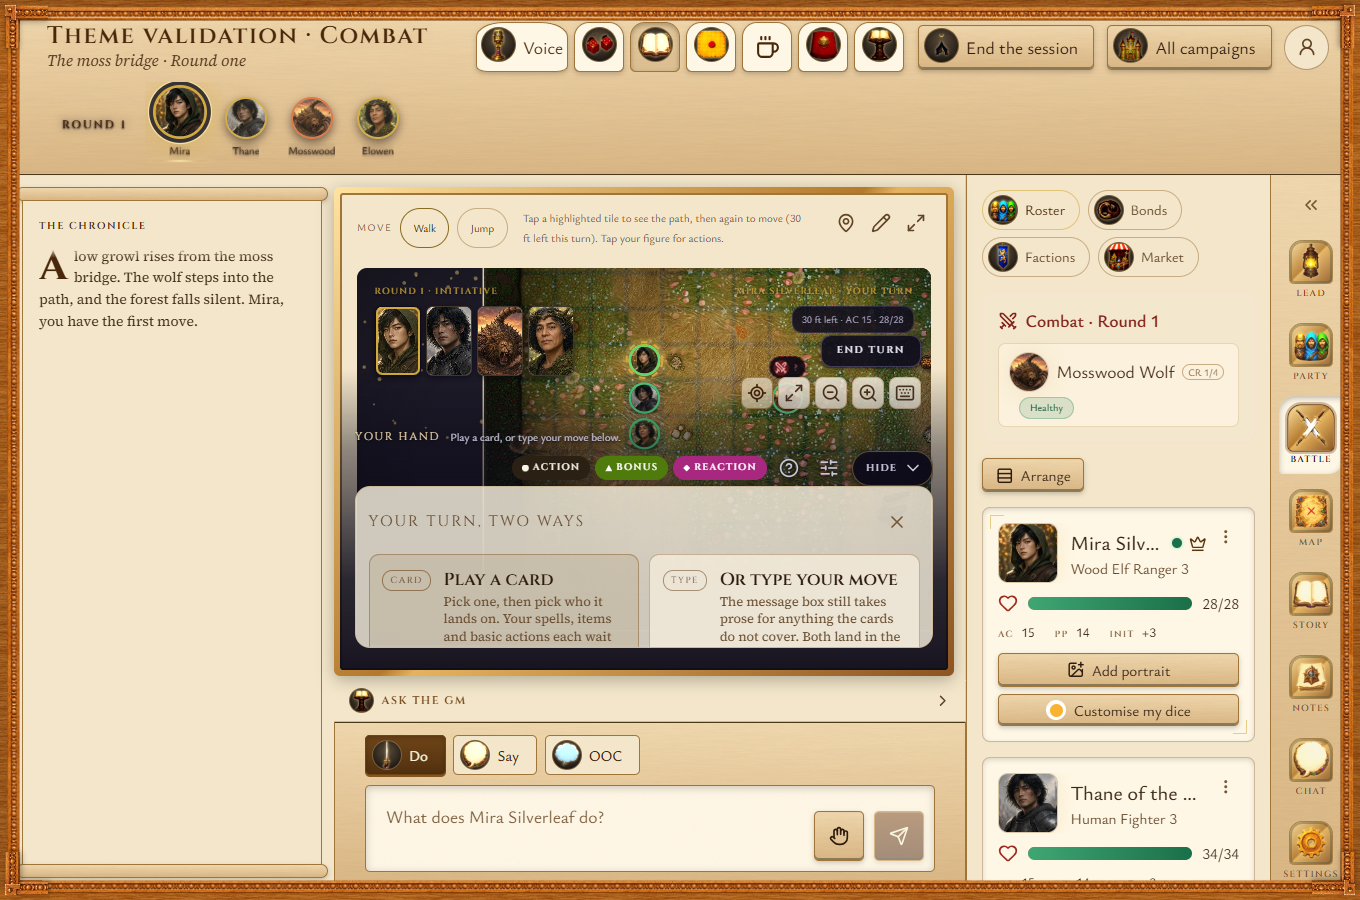 Theme validation · Combat
The moss bridge · Round one
Voice
End the session
All campaigns
ROUND 1
Mira
Thane
Mosswood
Elowen
THE CHRONICLE
A low growl rises from the moss
bridge. The wolf steps into the
path, and the forest falls silent. Mira,
you have the first move.
MOVE
Walk
Jump
Tap a highlighted tile to see the path, then again to move (30
ft left this turn). Tap your figure for actions.
ROUND 1 · INITIATIVE
MIRA SILVERLEAF · YOUR TURN
30 ft left · AC 15 · 28/28
END TURN
YOUR HAND
Play a card, or type your move below.
ACTION
BONUS
REACTION
HIDE
YOUR TURN, TWO WAYS
CARD
Play a card
Pick one, then pick who it
lands on. Your spells, items
and basic actions each wait
TYPE
Or type your move
The message box still takes
prose for anything the cards
do not cover. Both land in the
ASK THE GM
Do
Say
OOC
What does Mira Silverleaf do?
Roster
Bonds
Factions
Market
Combat · Round 1
Mosswood Wolf
CR 1/4
Healthy
Arrange
Mira Silv...
Wood Elf Ranger 3
28/28
AC 15
PP 14
INIT +3
Add portrait
Customise my dice
Thane of the ...
Human Fighter 3
34/34
LEAD
PARTY
BATTLE
MAP
STORY
NOTES
CHAT
SETTINGS